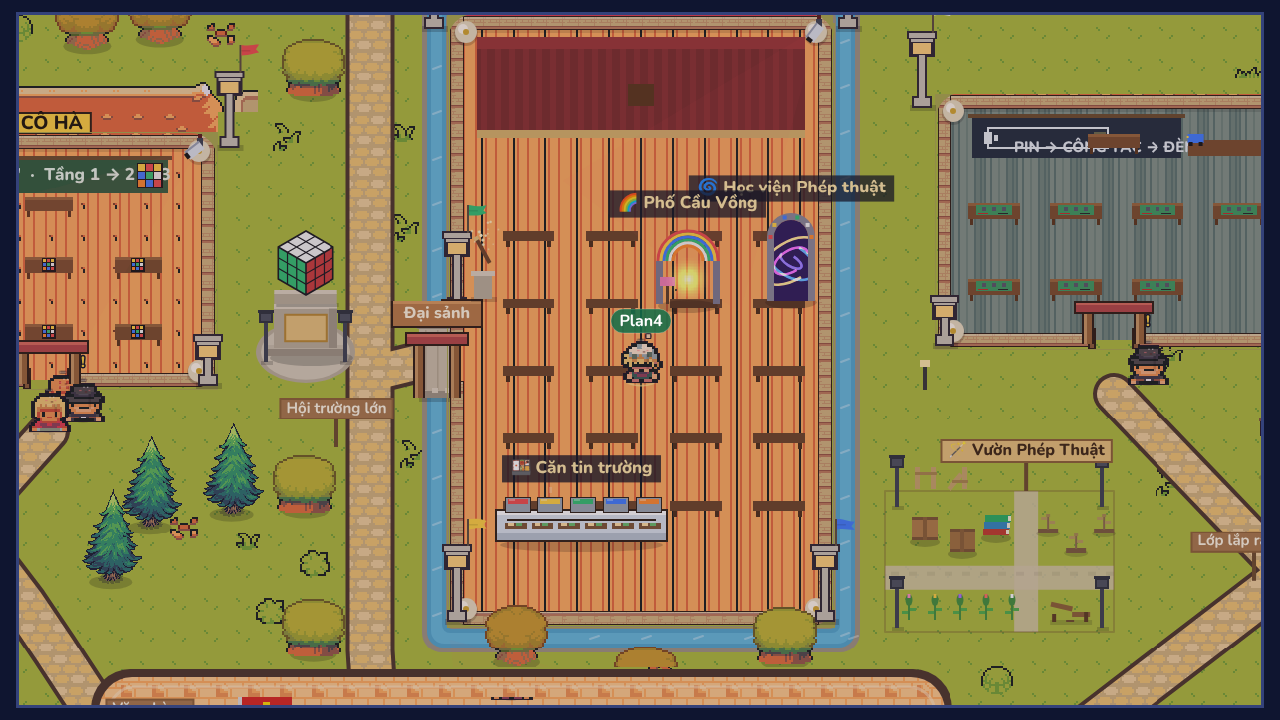 CÔ HÀ
· Tầng 1 → 2
PIN → CÔNG TẮC → ĐÈN
🌀 Học viện Phép thuật
🌈 Phố Cầu Vồng
Đại sảnh
Plan4
Hội trường lớn
Vườn Phép Thuật
Căn tin trường
Lớp lắp